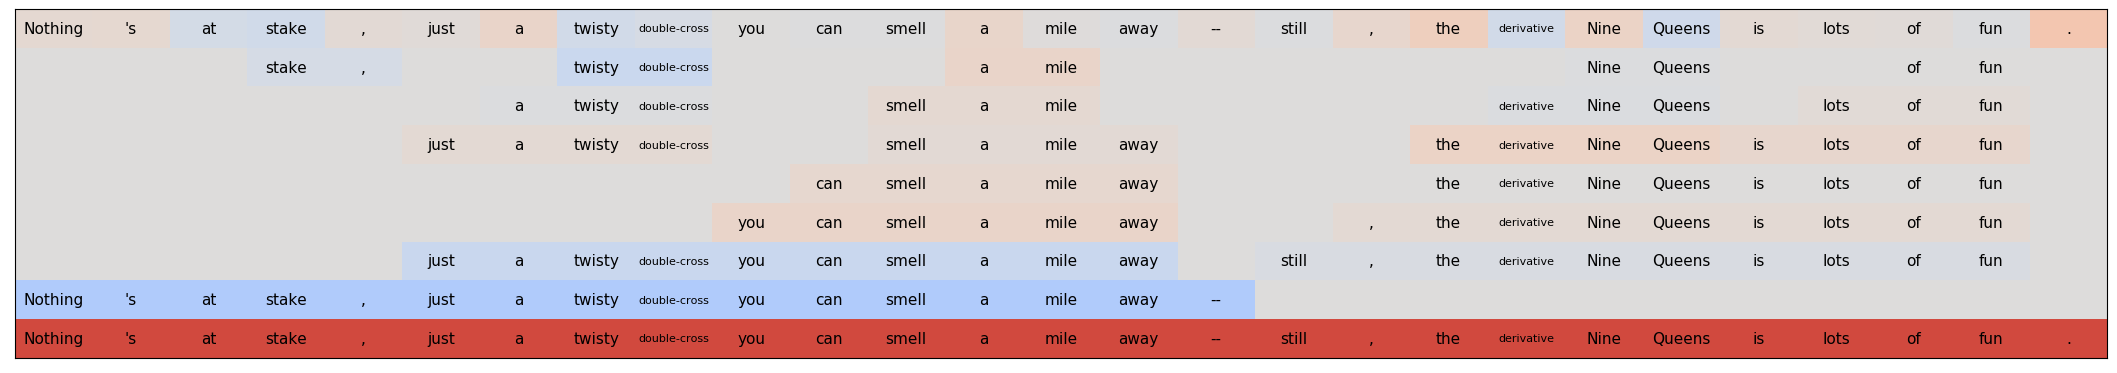 Nothing 's at stake , just a twisty double-cross you can smell a mile away -- still , the derivative Nine Queens is lots of fun .
stake , twisty double-cross a mile Nine Queens of fun
a twisty double-cross smell a mile derivative Nine Queens lots of fun
just a twisty double-cross smell a mile away the derivative Nine Queens is lots of fun
can smell a mile away the derivative Nine Queens is lots of fun
you can smell a mile away , the derivative Nine Queens is lots of fun
just a twisty double-cross you can smell a mile away still , the derivative Nine Queens is lots of fun
Nothing 's at stake , just a twisty double-cross you can smell a mile away --
Nothing 's at stake , just a twisty double-cross you can smell a mile away -- still , the derivative Nine Queens is lots of fun .